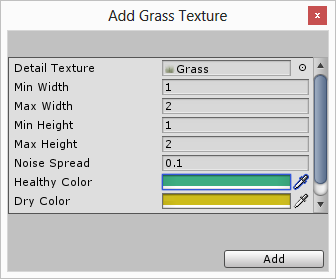 Add Grass Texture
x
Detail Texture Grass
Min Width 1
Max Width 2
Min Height 1
Max Height 2
Noise Spread 0.1
Healthy Color
Dry Color
Add